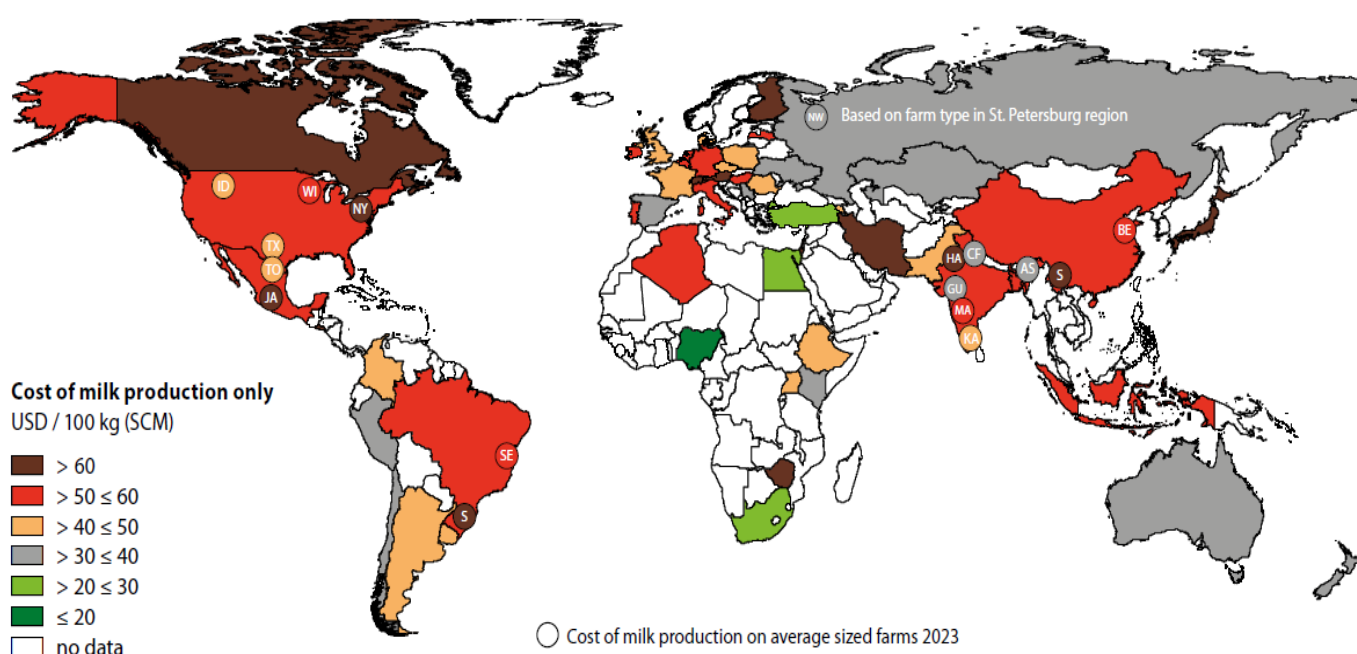 NW Based on farm type in St. Petersburg region
ID
WI
NY
TX
TO
JA
BE
HA
CF
AS
S
GU
MA
KA
SE
S
Cost of milk production only
USD / 100 kg (SCM)
> 60
> 50 ≤ 60
> 40 ≤ 50
> 30 ≤ 40
> 20 ≤ 30
≤ 20
no data
Cost of milk production on average sized farms 2023